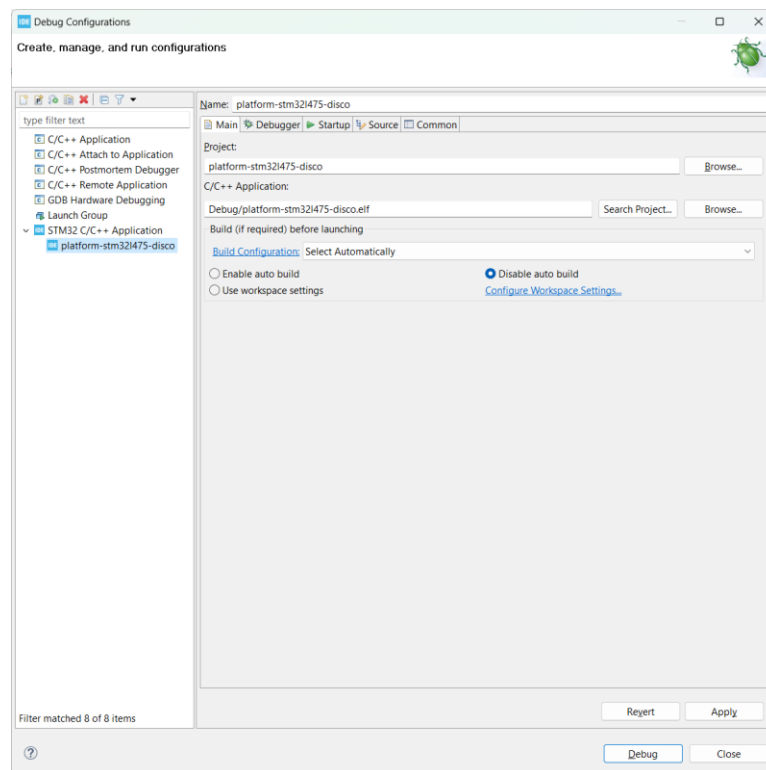 IDE Debug Configurations
Create, manage, and run configurations
Name: platform-stm32l475-disco
type filter text
Main Debugger Startup Source Common
c C/C++ Application
c C/C++ Attach to Application
c C/C++ Postmortem Debugger
c C/C++ Remote Application
c GDB Hardware Debugging
Launch Group
IDE STM32 C/C++ Application
IDE platform-stm32l475-disco
Filter matched 8 of 8 items
Project:
platform-stm32l475-disco Browse...
C/C++ Application:
Debug/platform-stm32l475-disco.elf Search Project... Browse...
Build (if required) before launching
Build Configuration: Select Automatically
Enable auto build Disable auto build
Use workspace settings Configure Workspace Settings...
Revert Apply
? Debug Close